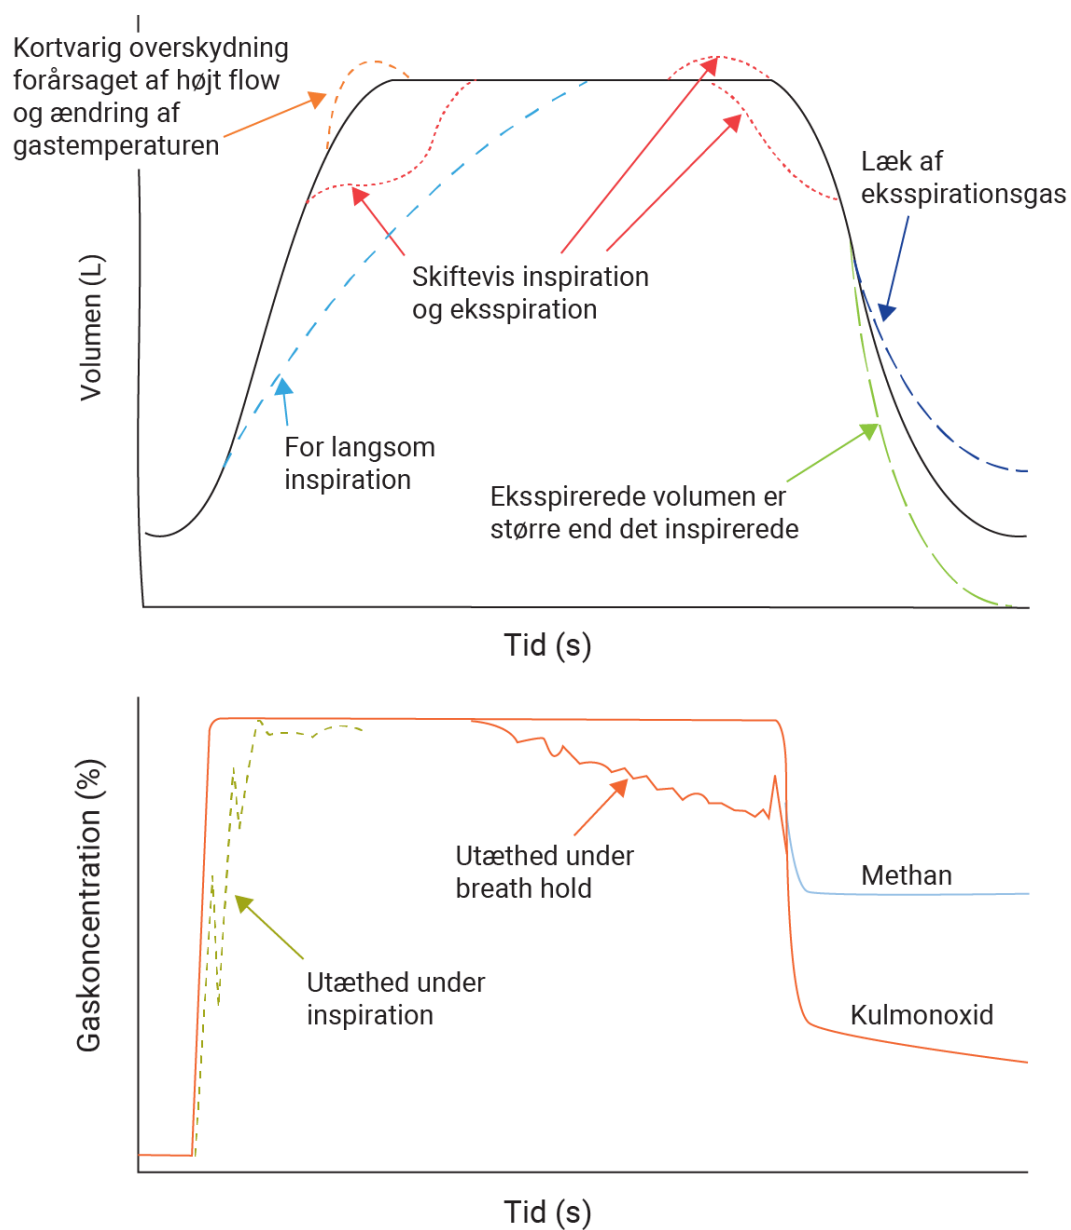 Kortvarig overskydning
forårsaget af højt flow
og ændring af
gastemperaturen
Læk af
eksspirationsgas
Skiftevis inspiration
og eksspiration
Volumen (L)
For langsom
inspiration
Eksspirerede volumen er
større end det inspirerede
Tid (s)
Gaskoncentration (%)
Utæthed under
breath hold
Methan
Utæthed under
inspiration
Kulmonoxid
Tid (s)